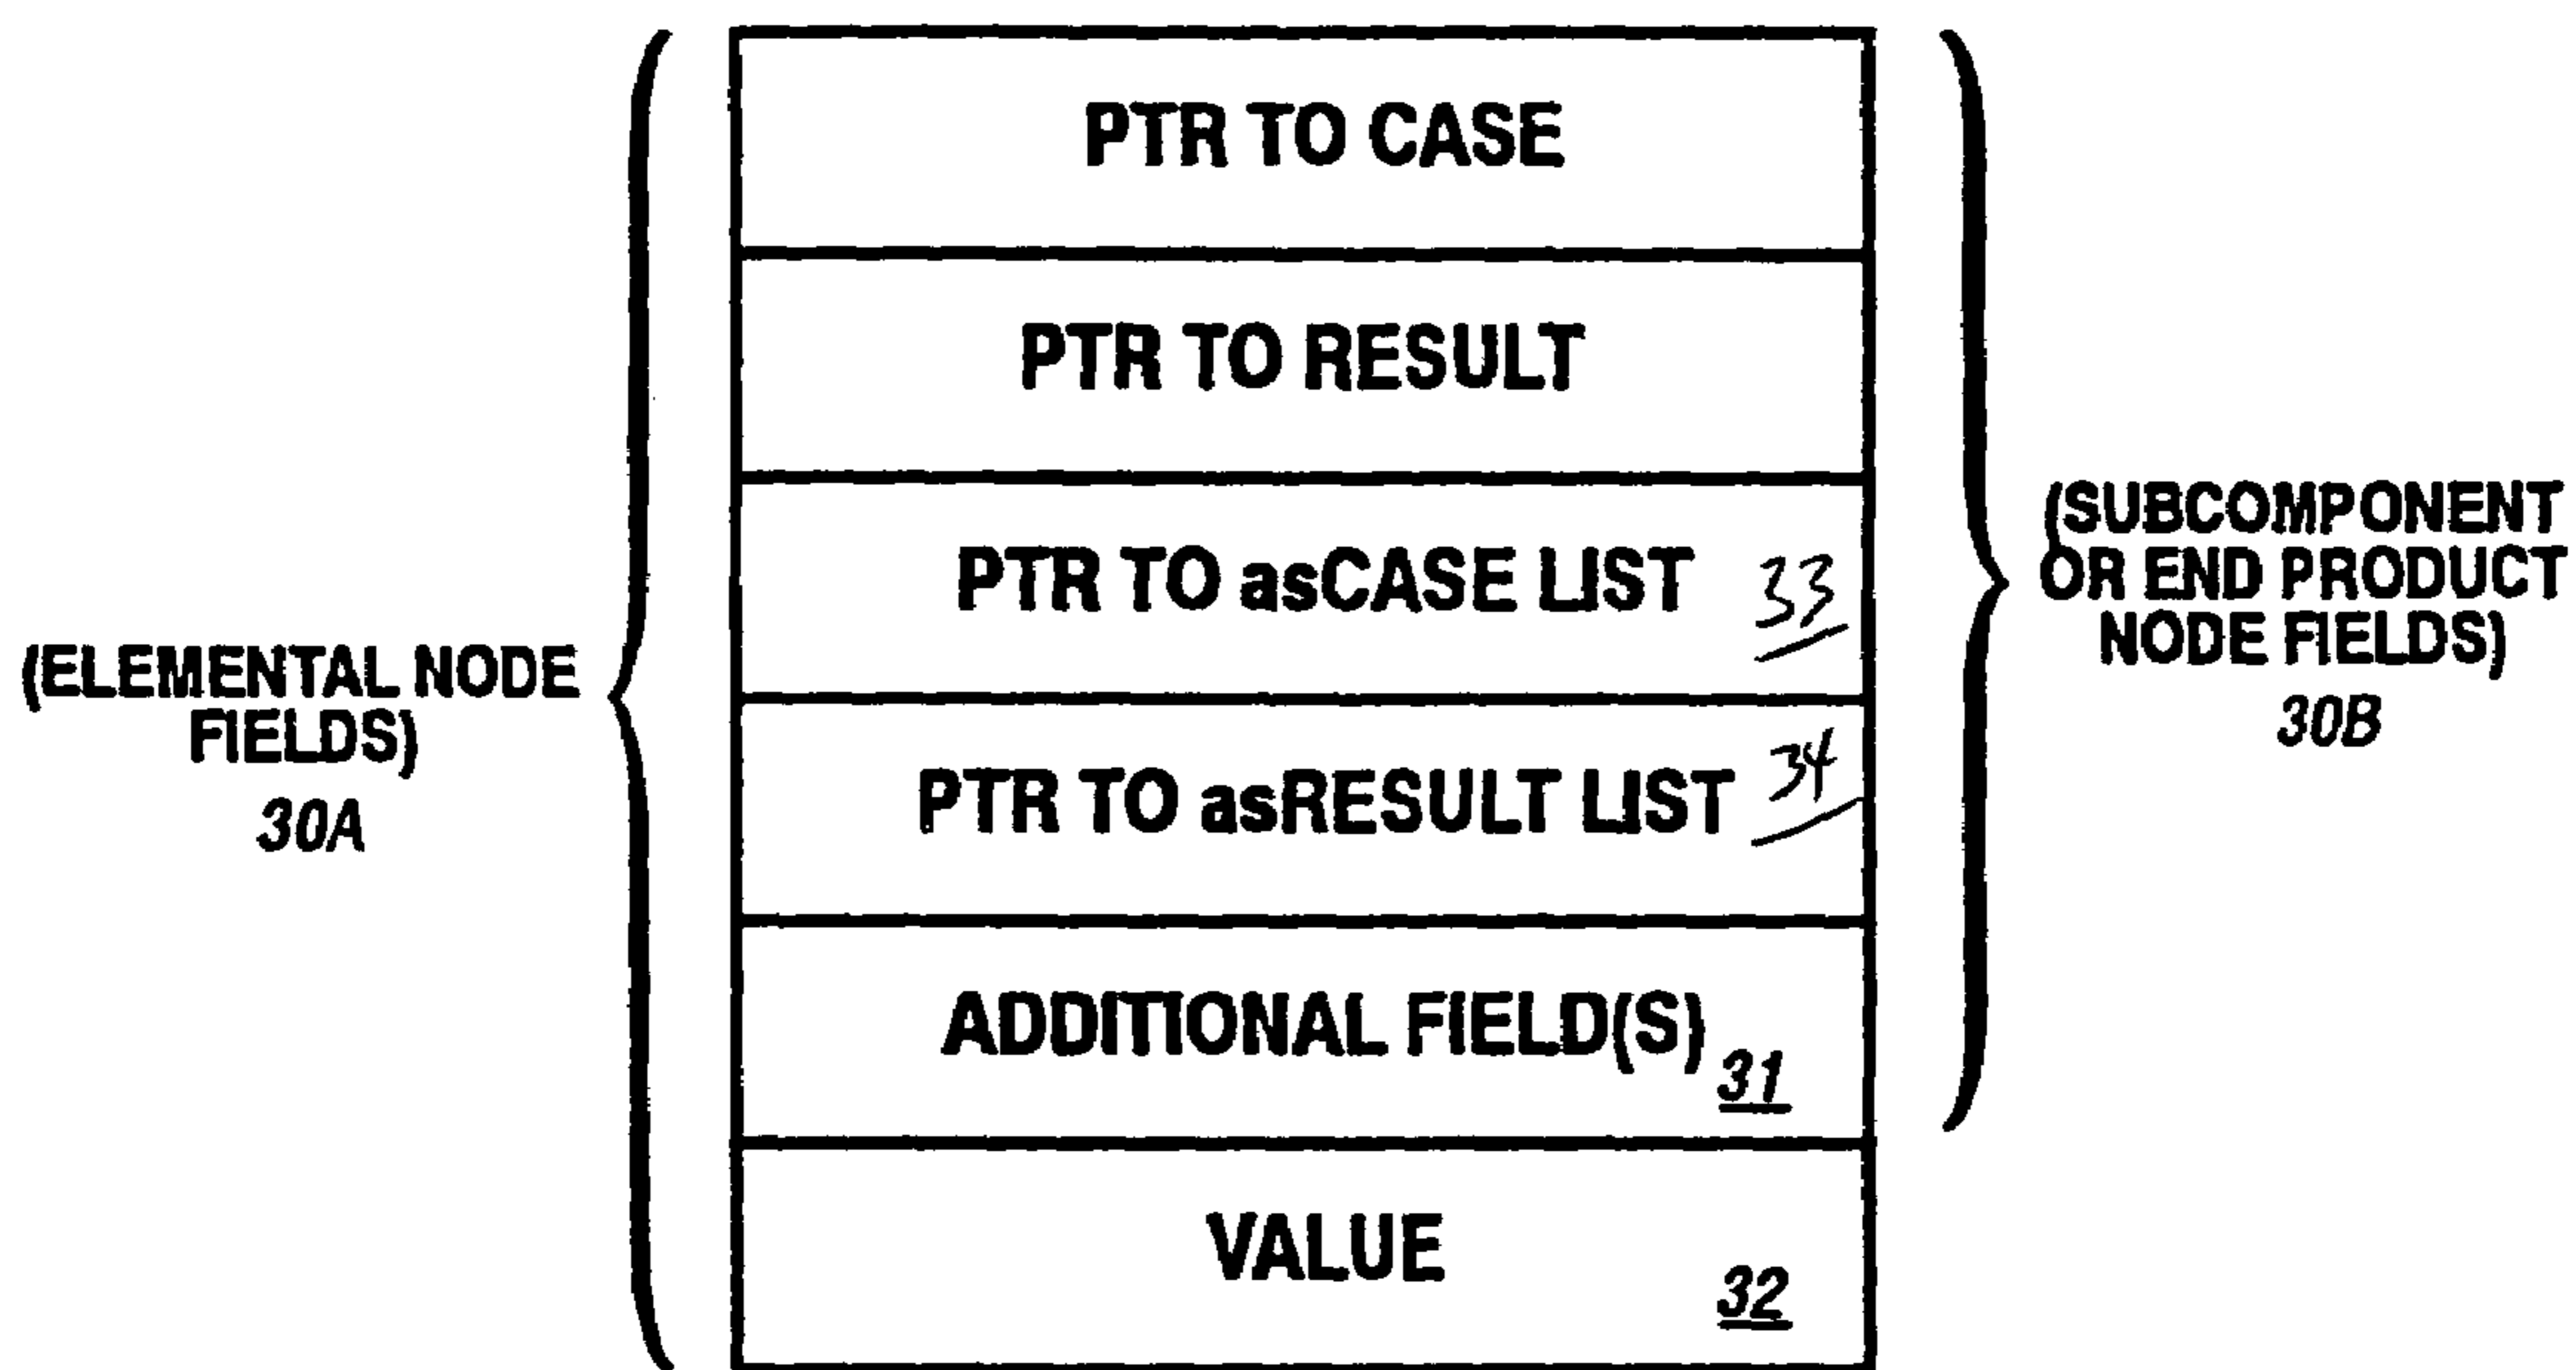 PTR TO CASE
PTR TO RESULT
PTR TO asCASE LIST 33
PTR TO asRESULT LIST 34
ADDITIONAL FIELD(S) 31
VALUE 32
(ELEMENTAL NODE
FIELDS)
30A
(SUBCOMPONENT
OR END PRODUCT
NODE FIELDS)
30B